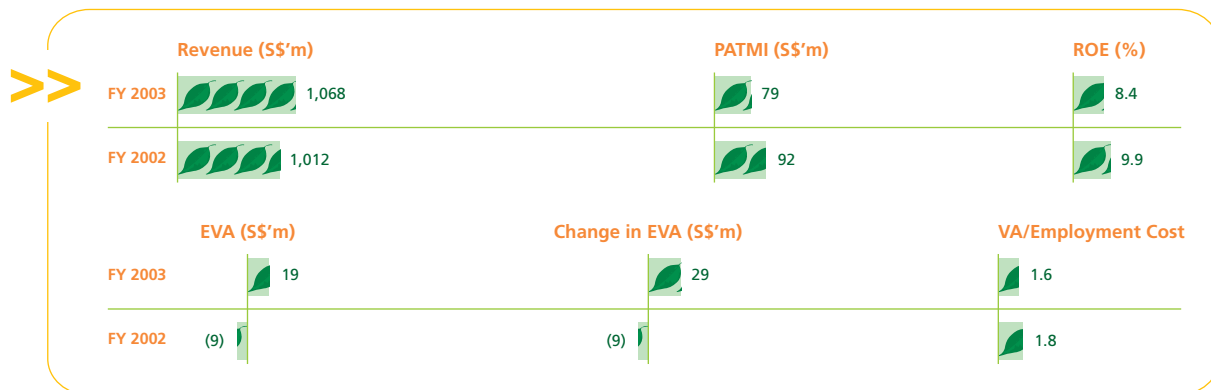 Revenue (S$’m) PATMI (S$’m) ROE (%)
>>
FY 2003 1,068 79 8.4
FY 2002 1,012 92 9.9
EVA (S$’m) Change in EVA (S$’m) VA/Employment Cost
FY 2003 19 29 1.6
FY 2002 (9) (9) 1.8